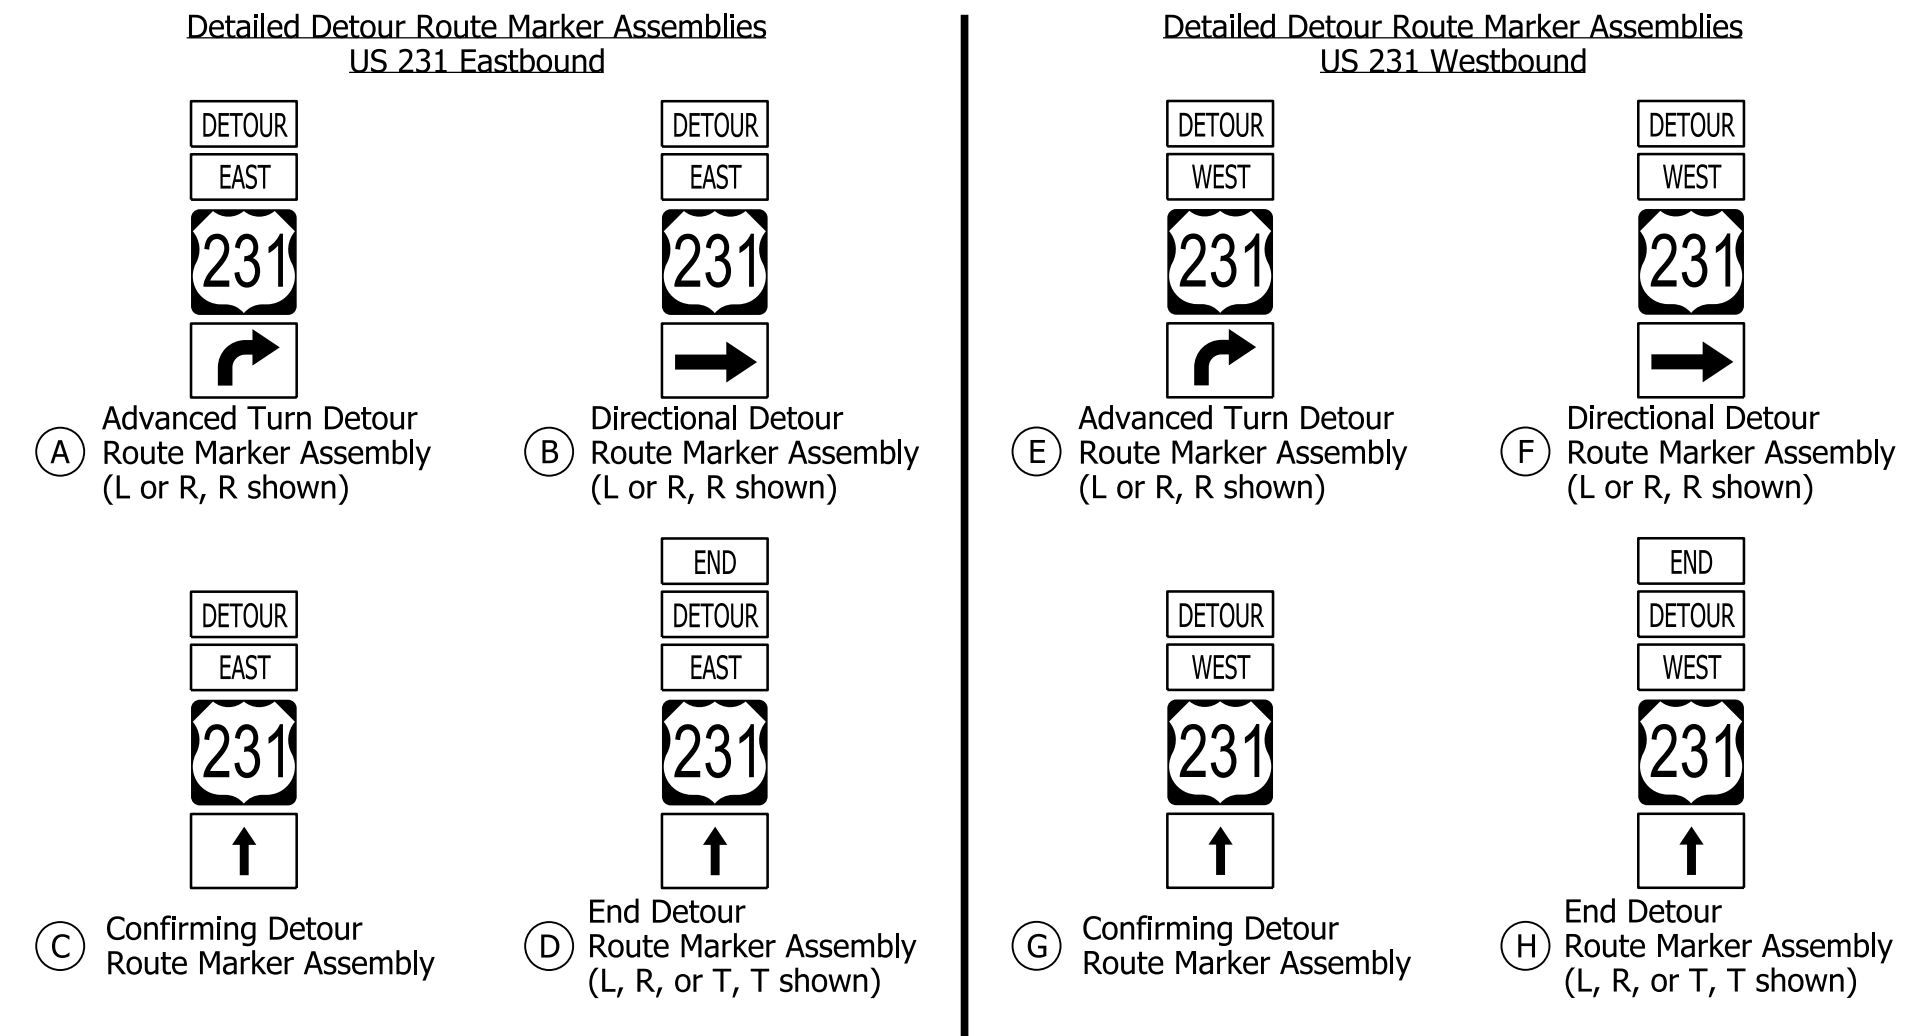 Detailed Detour Route Marker Assemblies
US 231 Eastbound
DETOUR
EAST
231
A
Advanced Turn Detour
Route Marker Assembly
(L or R, R shown)
DETOUR
EAST
231
B
Directional Detour
Route Marker Assembly
(L or R, R shown)
DETOUR
EAST
231
C
Confirming Detour
Route Marker Assembly
END
DETOUR
EAST
231
D
End Detour
Route Marker Assembly
(L, R, or T, T shown)
Detailed Detour Route Marker Assemblies
US 231 Westbound
DETOUR
WEST
231
E
Advanced Turn Detour
Route Marker Assembly
(L or R, R shown)
DETOUR
WEST
231
F
Directional Detour
Route Marker Assembly
(L or R, R shown)
DETOUR
WEST
231
G
Confirming Detour
Route Marker Assembly
END
DETOUR
WEST
231
H
End Detour
Route Marker Assembly
(L, R, or T, T shown)